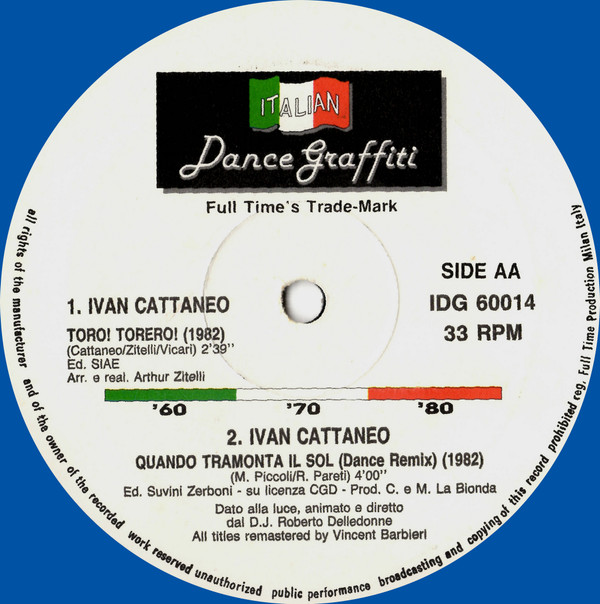 ITALIAN
Dance Graffiti
Full Time's Trade-Mark
SIDE AA
IDG 60014
33 RPM
1. IVAN CATTANEO
TORO! TORERO! (1982)
(Cattaneo/Zitelli/Vicari) 2'39"
Ed. SIAE
Arr. e real. Arthur Zitelli
'60 '70 '80
2. IVAN CATTANEO
QUANDO TRAMONTA IL SOL (Dance Remix) (1982)
(M. Piccoli/R. Pareti) 4'00"
Ed. Suvini Zerboni - su licenza CGD - Prod. C. e M. La Bionda
Dato alla luce, animato e diretto
dal D.J. Roberto Delledonne
All titles remastered by Vincent Barbieri
all rights of the manufacturer and of the owner of the recorded work reserved unauthorized public performance broadcasting and copying of this record prohibited reg. Full Time Production Milan Italy